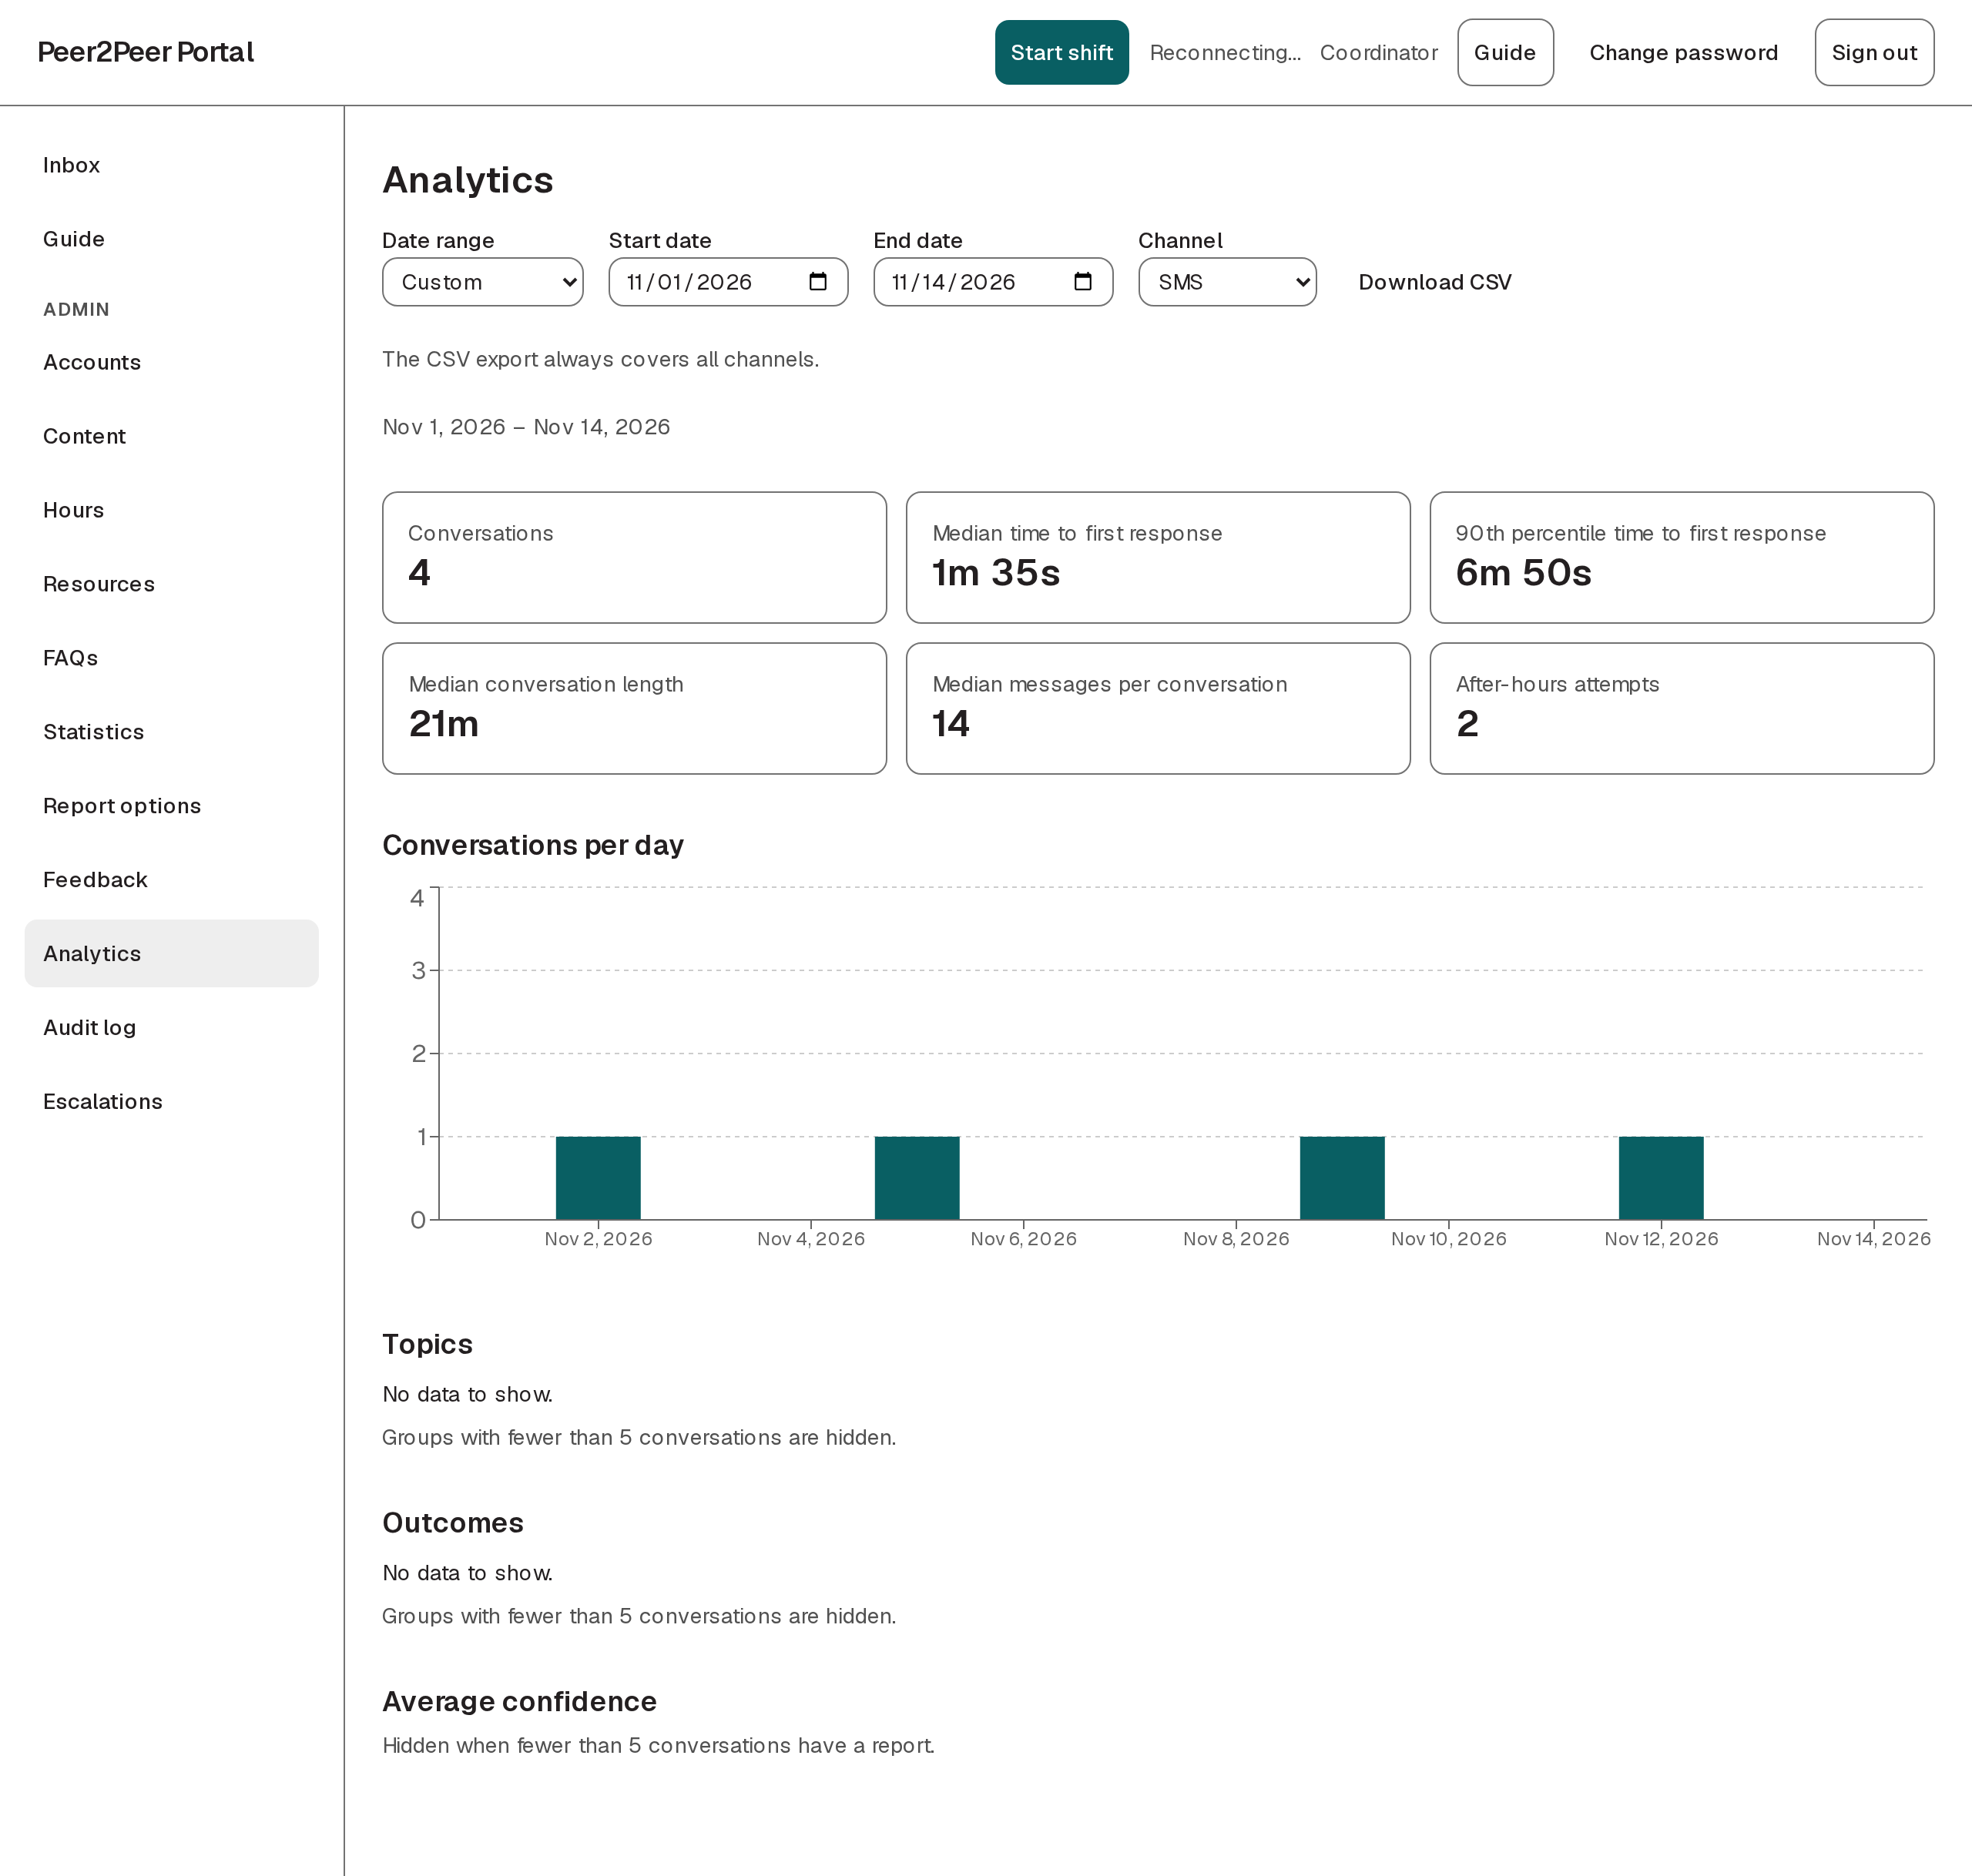 Peer2Peer Portal
Start shift
Reconnecting...
Coordinator
Guide
Change password
Sign out
Inbox
Guide
ADMIN
Accounts
Content
Hours
Resources
FAQs
Statistics
Report options
Feedback
Analytics
Audit log
Escalations
Analytics
Date range
Start date
End date
Channel
Custom
11/01/2026
11/14/2026
SMS
Download CSV
The CSV export always covers all channels.
Nov 1, 2026 – Nov 14, 2026
Conversations
4
Median time to first response
1m 35s
90th percentile time to first response
6m 50s
Median conversation length
21m
Median messages per conversation
14
After-hours attempts
2
Conversations per day
4
3
2
1
0
Nov 2, 2026
Nov 4, 2026
Nov 6, 2026
Nov 8, 2026
Nov 10, 2026
Nov 12, 2026
Nov 14, 2026
Topics
No data to show.
Groups with fewer than 5 conversations are hidden.
Outcomes
No data to show.
Groups with fewer than 5 conversations are hidden.
Average confidence
Hidden when fewer than 5 conversations have a report.